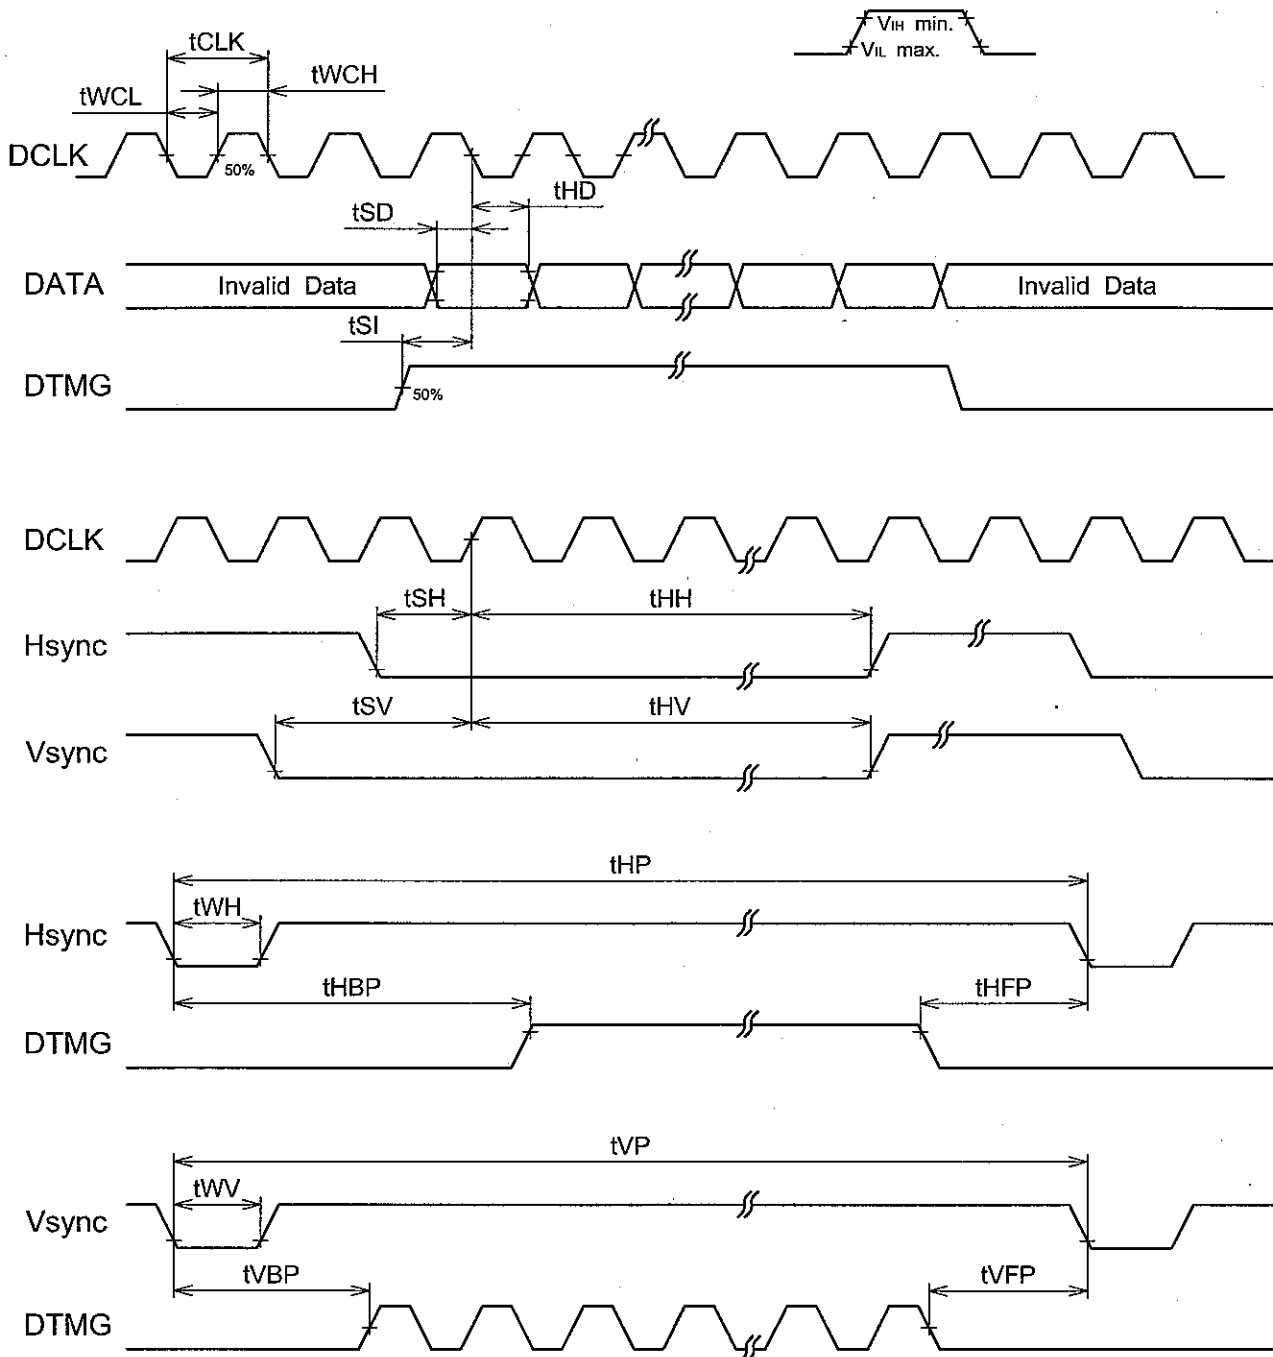 VIH min.
VIL max.
tCLK
tWCH
tWCL
DCLK
50%
tHD
tSD
DATA
Invalid Data
Invalid Data
tSI
DTMG
50%
DCLK
tSH
tHH
Hsync
tSV
tHV
Vsync
tHP
tWH
Hsync
tHBP
tHFP
DTMG
tVP
tWV
Vsync
tVBP
tVFP
DTMG